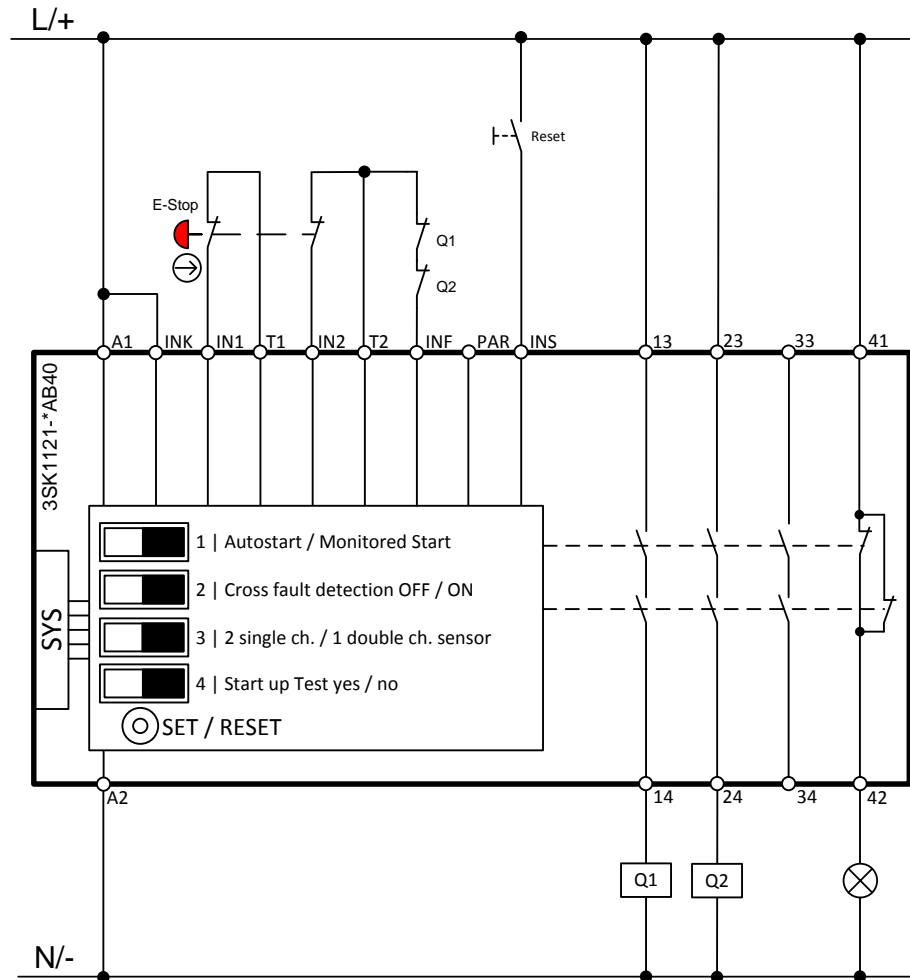 L/+
Reset
E-Stop
Q1
Q2
A1 INK IN1 T1 IN2 T2 INF PAR INS 13 23 33 41
3SK1121-*AB40
1 | Autostart / Monitored Start
2 | Cross fault detection OFF / ON
3 | 2 single ch. / 1 double ch. sensor
4 | Start up Test yes / no
SYS
SET / RESET
A2 14 24 34 42
Q1 Q2
N/-